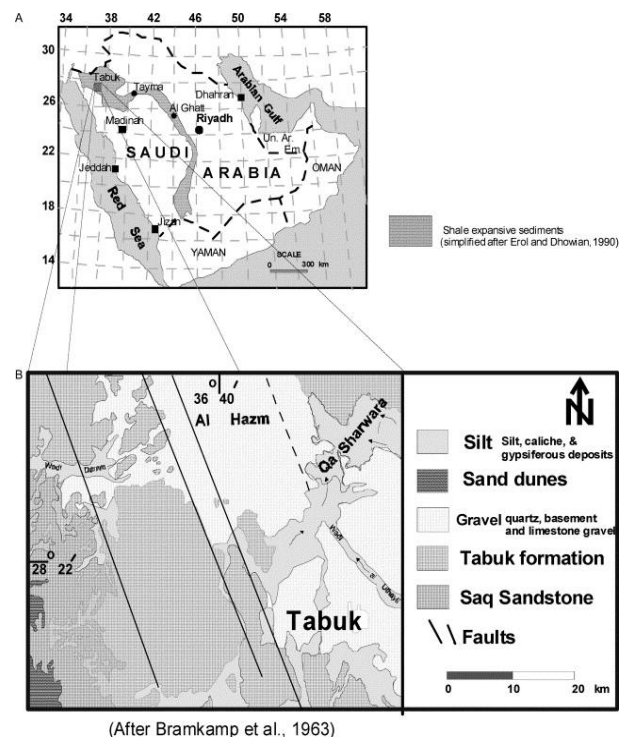 A
34 38 42 46 50 54 58
30
26
22
18
14
Tabuk
Tayma
Al Ghatt
Dhahran
Arabian Gulf
Madinah
Riyadh
Un. Ar.
Em.
SAUDI
ARABIA
OMAN
Jeddah
Red Sea
Jizan
YAMAN
SCALE
0 300 km
Shale expansive sediments
(simplified after Erol and Dhowian, 1990)
B
o
36 40
Al Hazm
Qa Sharwara
Wadi
o
28 22
Wadi
Tabuk
N
Silt Silt, caliche, &
gypsiferous deposits
Sand dunes
Gravel quartz, basement
and limestone gravel
Tabuk formation
Saq Sandstone
Faults
0 10 20
km
(After Bramkamp et al., 1963)